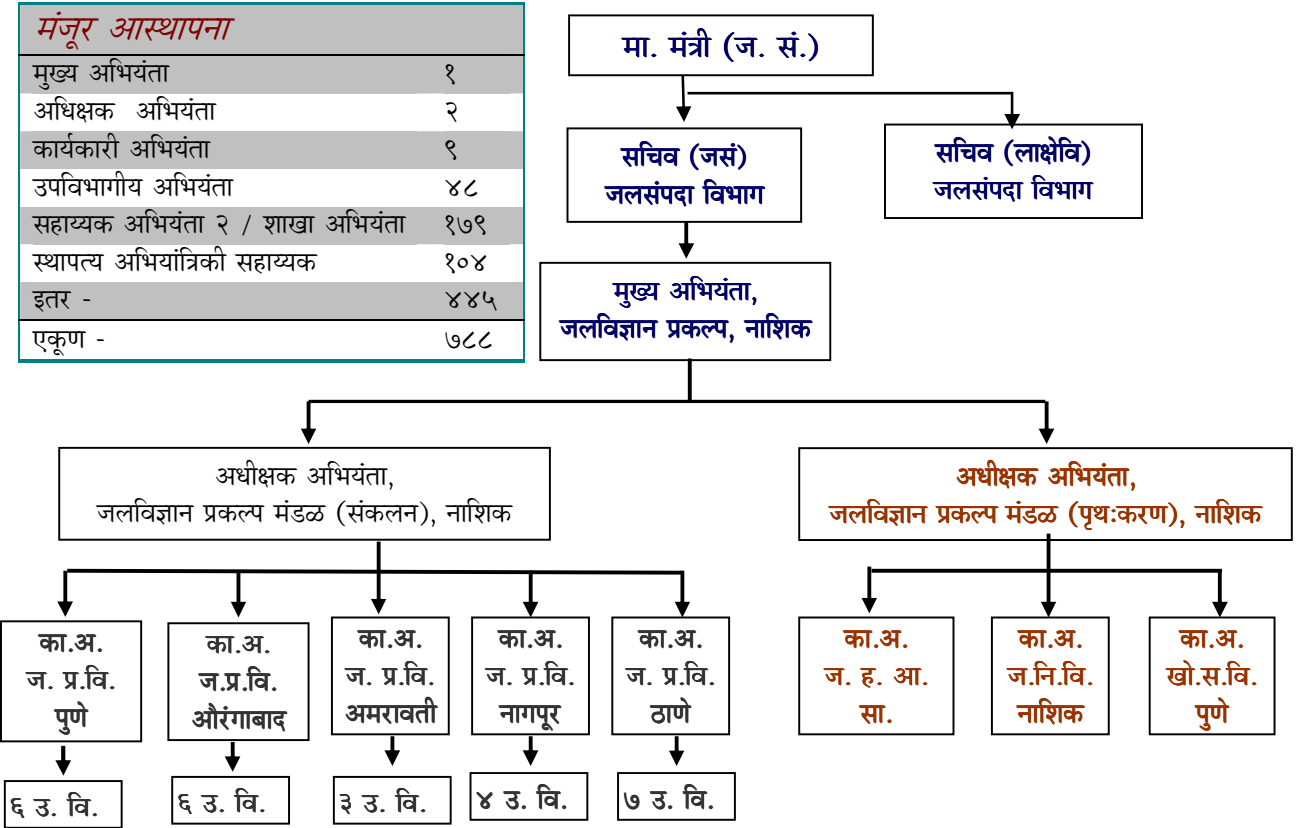 मंजूर आस्थापना
मुख्य अभियंता १
अधिक्षक अभियंता २
कार्यकारी अभियंता ९
उपविभागीय अभियंता ४८
सहाय्यक अभियंता २ / शाखा अभियंता १७९
स्थापत्य अभियांत्रिकी सहाय्यक १०४
इतर - ४४५
एकूण - ७८८
मा. मंत्री (ज. सं.)
सचिव (जसं)
जलसंपदा विभाग
सचिव (लाक्षेवि)
जलसंपदा विभाग
मुख्य अभियंता,
जलविज्ञान प्रकल्प, नाशिक
अधीक्षक अभियंता,
जलविज्ञान प्रकल्प मंडळ (संकलन), नाशिक
अधीक्षक अभियंता,
जलविज्ञान प्रकल्प मंडळ (पृथःकरण), नाशिक
का.अ.
ज. प्र.वि.
पुणे
का.अ.
ज.प्र.वि.
औरंगाबाद
का.अ.
ज. प्र.वि.
अमरावती
का.अ.
ज. प्र.वि.
नागपूर
का.अ.
ज. प्र.वि.
ठाणे
का.अ.
ज. ह. आ.
सा.
का.अ.
ज.नि.वि.
नाशिक
का.अ.
खो.स.वि.
पुणे
६ उ. वि.
६ उ. वि.
३ उ. वि.
४ उ. वि.
७ उ. वि.